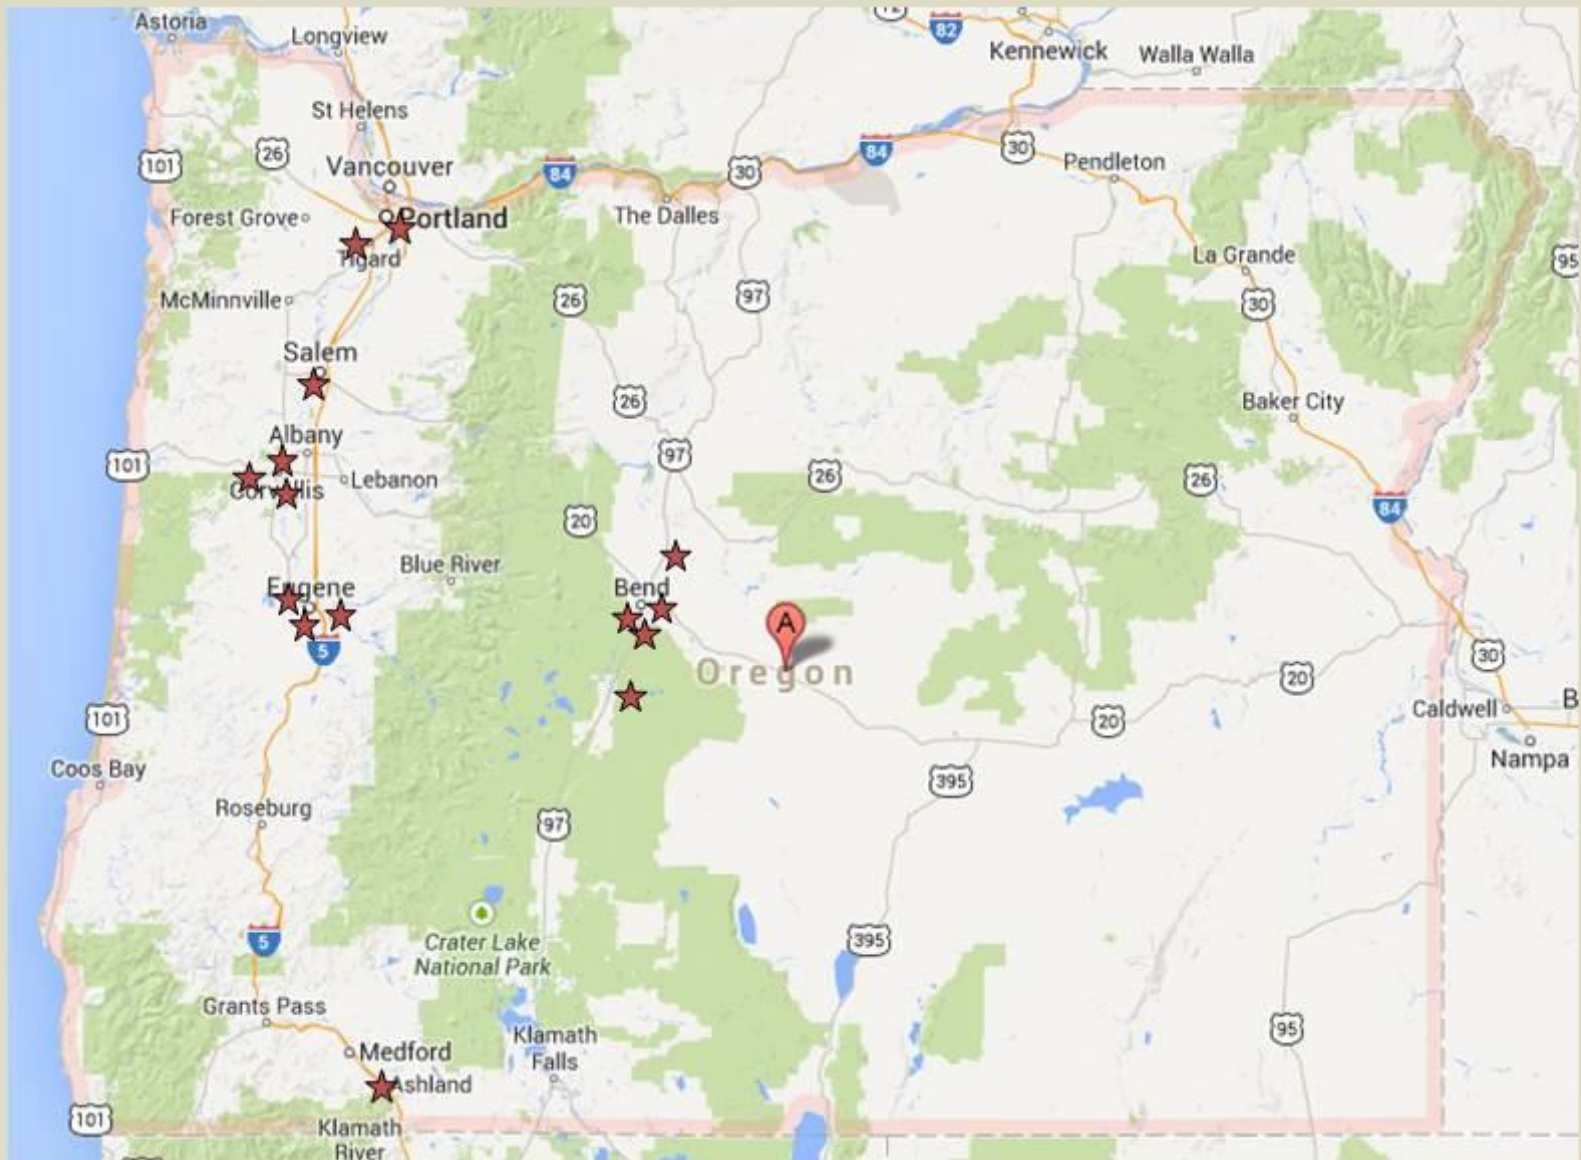 Astoria
Longview
82
Kennewick
Walla Walla
St Helens
101
26
Vancouver
84
30
84
30
Pendleton
Forest Grove
Portland
The Dalles
Tigard
La Grande
95
McMinnville
26
97
30
Salem
26
Baker City
Albany
101
97
26
26
Lebanon
Corvallis
84
20
Blue River
Eugene
Bend
A
5
Oregon
30
20
101
20
Caldwell
B
Nampa
Coos Bay
395
Roseburg
97
5
Crater Lake
National Park
395
Grants Pass
95
Klamath
Falls
Medford
Ashland
101
Klamath
River